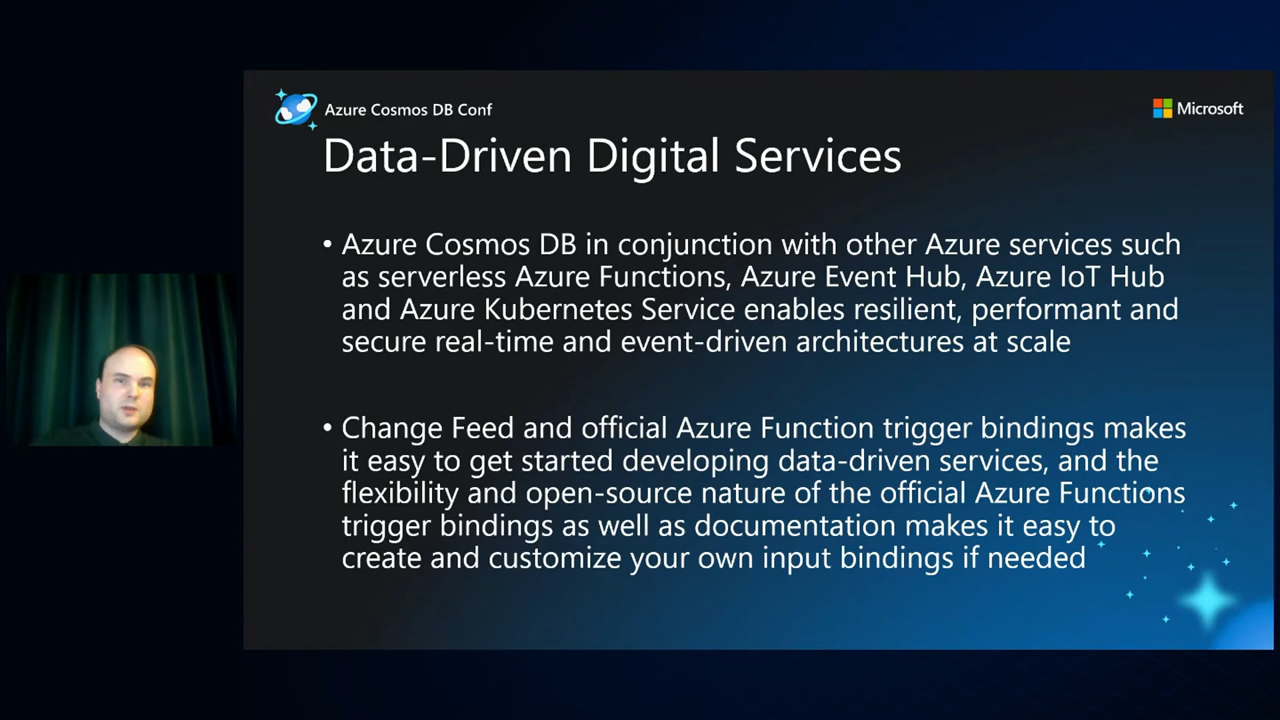 Azure Cosmos DB Conf
Microsoft
Data-Driven Digital Services
• Azure Cosmos DB in conjunction with other Azure services such
as serverless Azure Functions, Azure Event Hub, Azure IoT Hub
and Azure Kubernetes Service enables resilient, performant and
secure real-time and event-driven architectures at scale
• Change Feed and official Azure Function trigger bindings makes
it easy to get started developing data-driven services, and the
flexibility and open-source nature of the official Azure Functions
trigger bindings as well as documentation makes it easy to
create and customize your own input bindings if needed